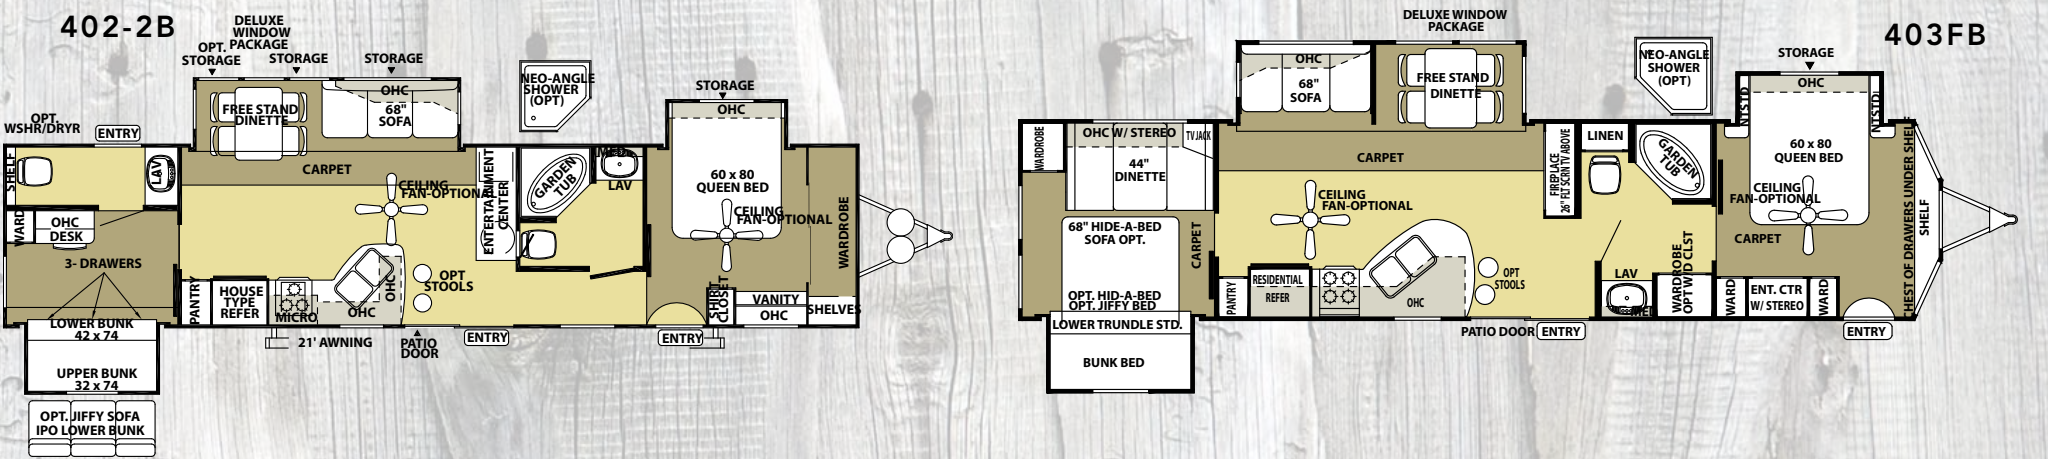 402-2B
DELUXE
WINDOW
PACKAGE
OPT.
STORAGE
STORAGE
STORAGE
OPT.
WSHR/DRYR
ENTRY
FREE STAND
DINETTE
OHC
68"
SOFA
NEO-ANGLE
SHOWER
(OPT)
STORAGE
OHC
SHELF
LAV
CARPET
CEILING
FAN-OPTIONAL
ENTERTAINMENT
CENTER
GARDEN
TUB
LAV
60 x 80
QUEEN BED
CEILING
FAN-OPTIONAL
WARDROBE
WARD
OHC
DESK
3- DRAWERS
PANTRY
HOUSE
TYPE
REFER
MICRO
OHC
OHC
OPT
STOOLS
SHIRT
CLOSET
VANITY
OHC
SHELVES
LOWER BUNK
42 x 74
UPPER BUNK
32 x 74
21' AWNING
PATIO
DOOR
ENTRY
ENTRY
OPT. JIFFY SOFA
IPO LOWER BUNK
403FB
DELUXE WINDOW
PACKAGE
OHC
68"
SOFA
FREE STAND
DINETTE
NEO-ANGLE
SHOWER
(OPT)
STORAGE
OHC
NTSTD
NTSTD
WARDROBE
OHC W/ STEREO
TV JACK
44"
DINETTE
CARPET
FIREPLACE
26" FLT SCRN TV ABOVE
LINEN
GARDEN
TUB
60 x 80
QUEEN BED
CEILING
FAN-OPTIONAL
CEILING
FAN-OPTIONAL
68" HIDE-A-BED
SOFA OPT.
CARPET
CARPET
CHEST OF DRAWERS UNDER SHELF
SHELF
OPT. HID-A-BED
OPT. JIFFY BED
LOWER TRUNDLE STD.
BUNK BED
PANTRY
RESIDENTIAL
REFER
OHC
OPT
STOOLS
LAV
WARDROBE
OPT W/D CLST
WARD
ENT. CTR
W/ STEREO
WARD
PATIO DOOR
ENTRY
ENTRY